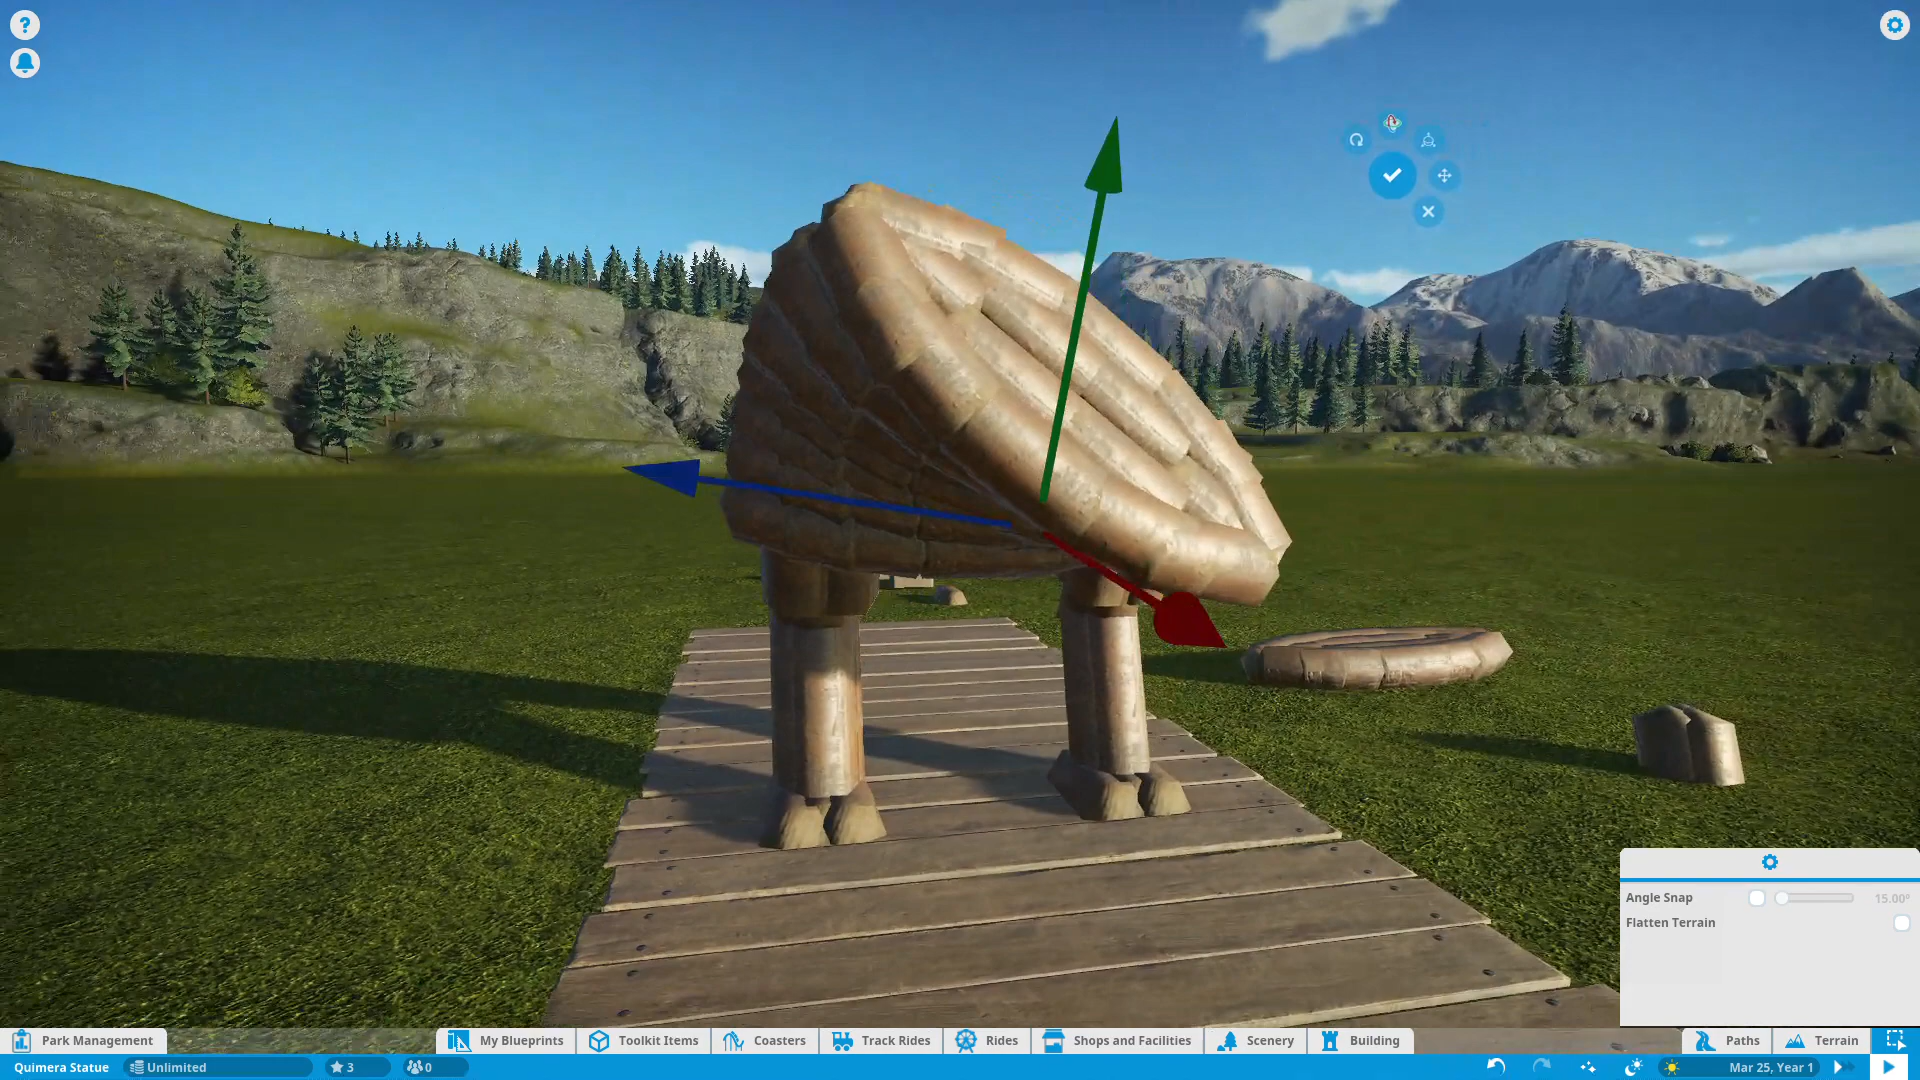 ?
Angle Snap 15.00°
Flatten Terrain
Park Management My Blueprints Toolkit Items Coasters Track Rides Rides Shops and Facilities Scenery Building Paths Terrain
Quimera Statue Unlimited 3 0 Mar 25, Year 1